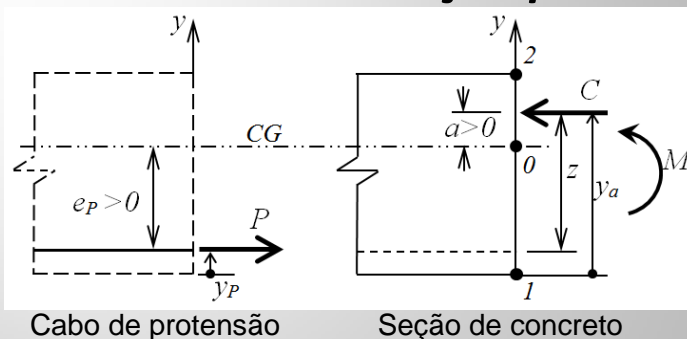 y
y
2
C
a>0
CG
0
M
e_P >0
z
y_a
P
y_P
1
Cabo de protensão
Seção de concreto